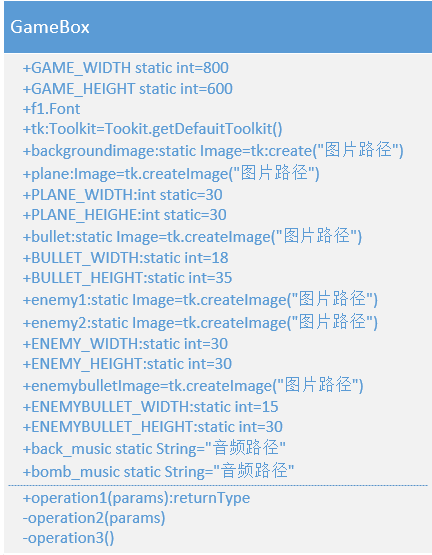 GameBox
+GAME_WIDTH static int=800
+GAME_HEIGHT static int=600
+f1.Font
+tk:Toolkit=Tookit.getDefauitToolkit()
+backgroundimage:static Image=tk:create("图片路径")
+plane:Image=tk.createImage("图片路径")
+PLANE_WIDTH:int static=30
+PLANE_HEIGHE:int static=30
+bullet:static Image=tk.createImage("图片路径")
+BULLET_WIDTH:static int=18
+BULLET_HEIGHT:static int=35
+enemy1:static Image=tk.createImage("图片路径")
+enemy2:static Image=tk.createImage("图片路径")
+ENEMY_WIDTH:static int=30
+ENEMY_HEIGHT:static int=30
+enemybulletImage=tk.createImage("图片路径")
+ENEMYBULLET_WIDTH:static int=15
+ENEMYBULLET_HEIGHT:static int=30
+back_music static String="音频路径"
+bomb_music static String="音频路径"
+operation1(params):returnType
-operation2(params)
-operation3()